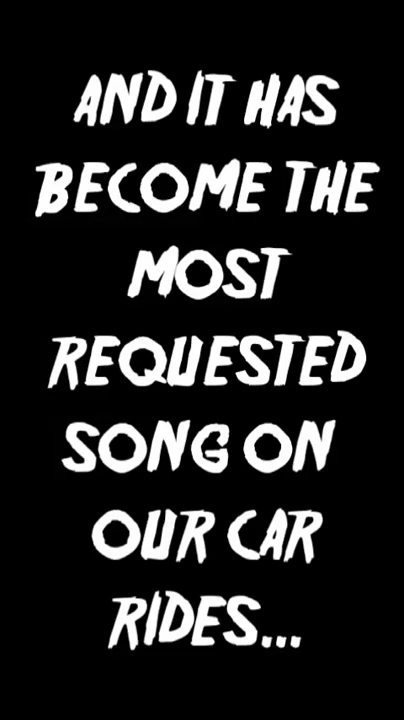 AND IT HAS
BECOME THE
MOST
REQUESTED
SONG ON
OUR CAR
RIDES...